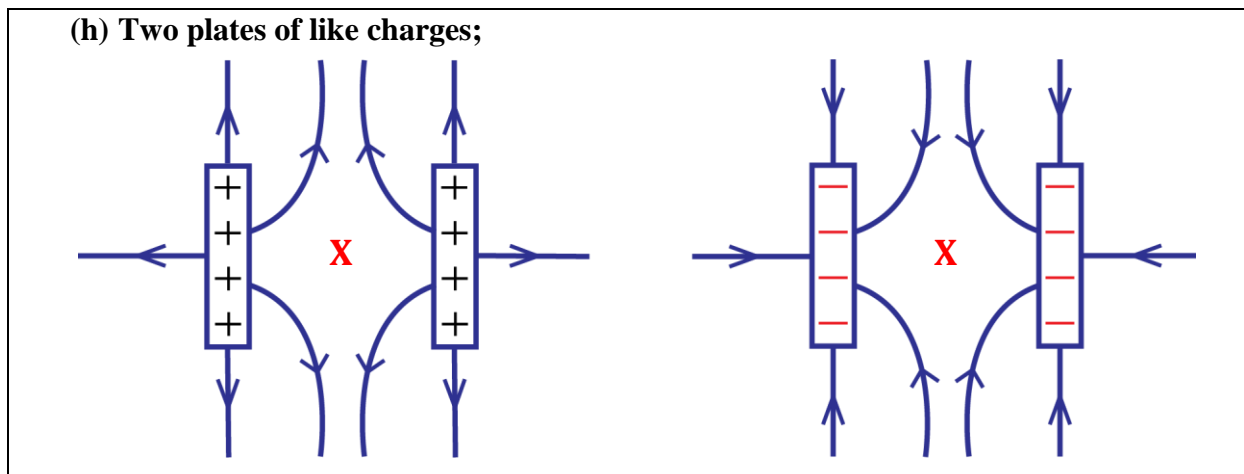 (h) Two plates of like charges;
+ + — —
+ + — —
X X
+ + — —
+ + — —